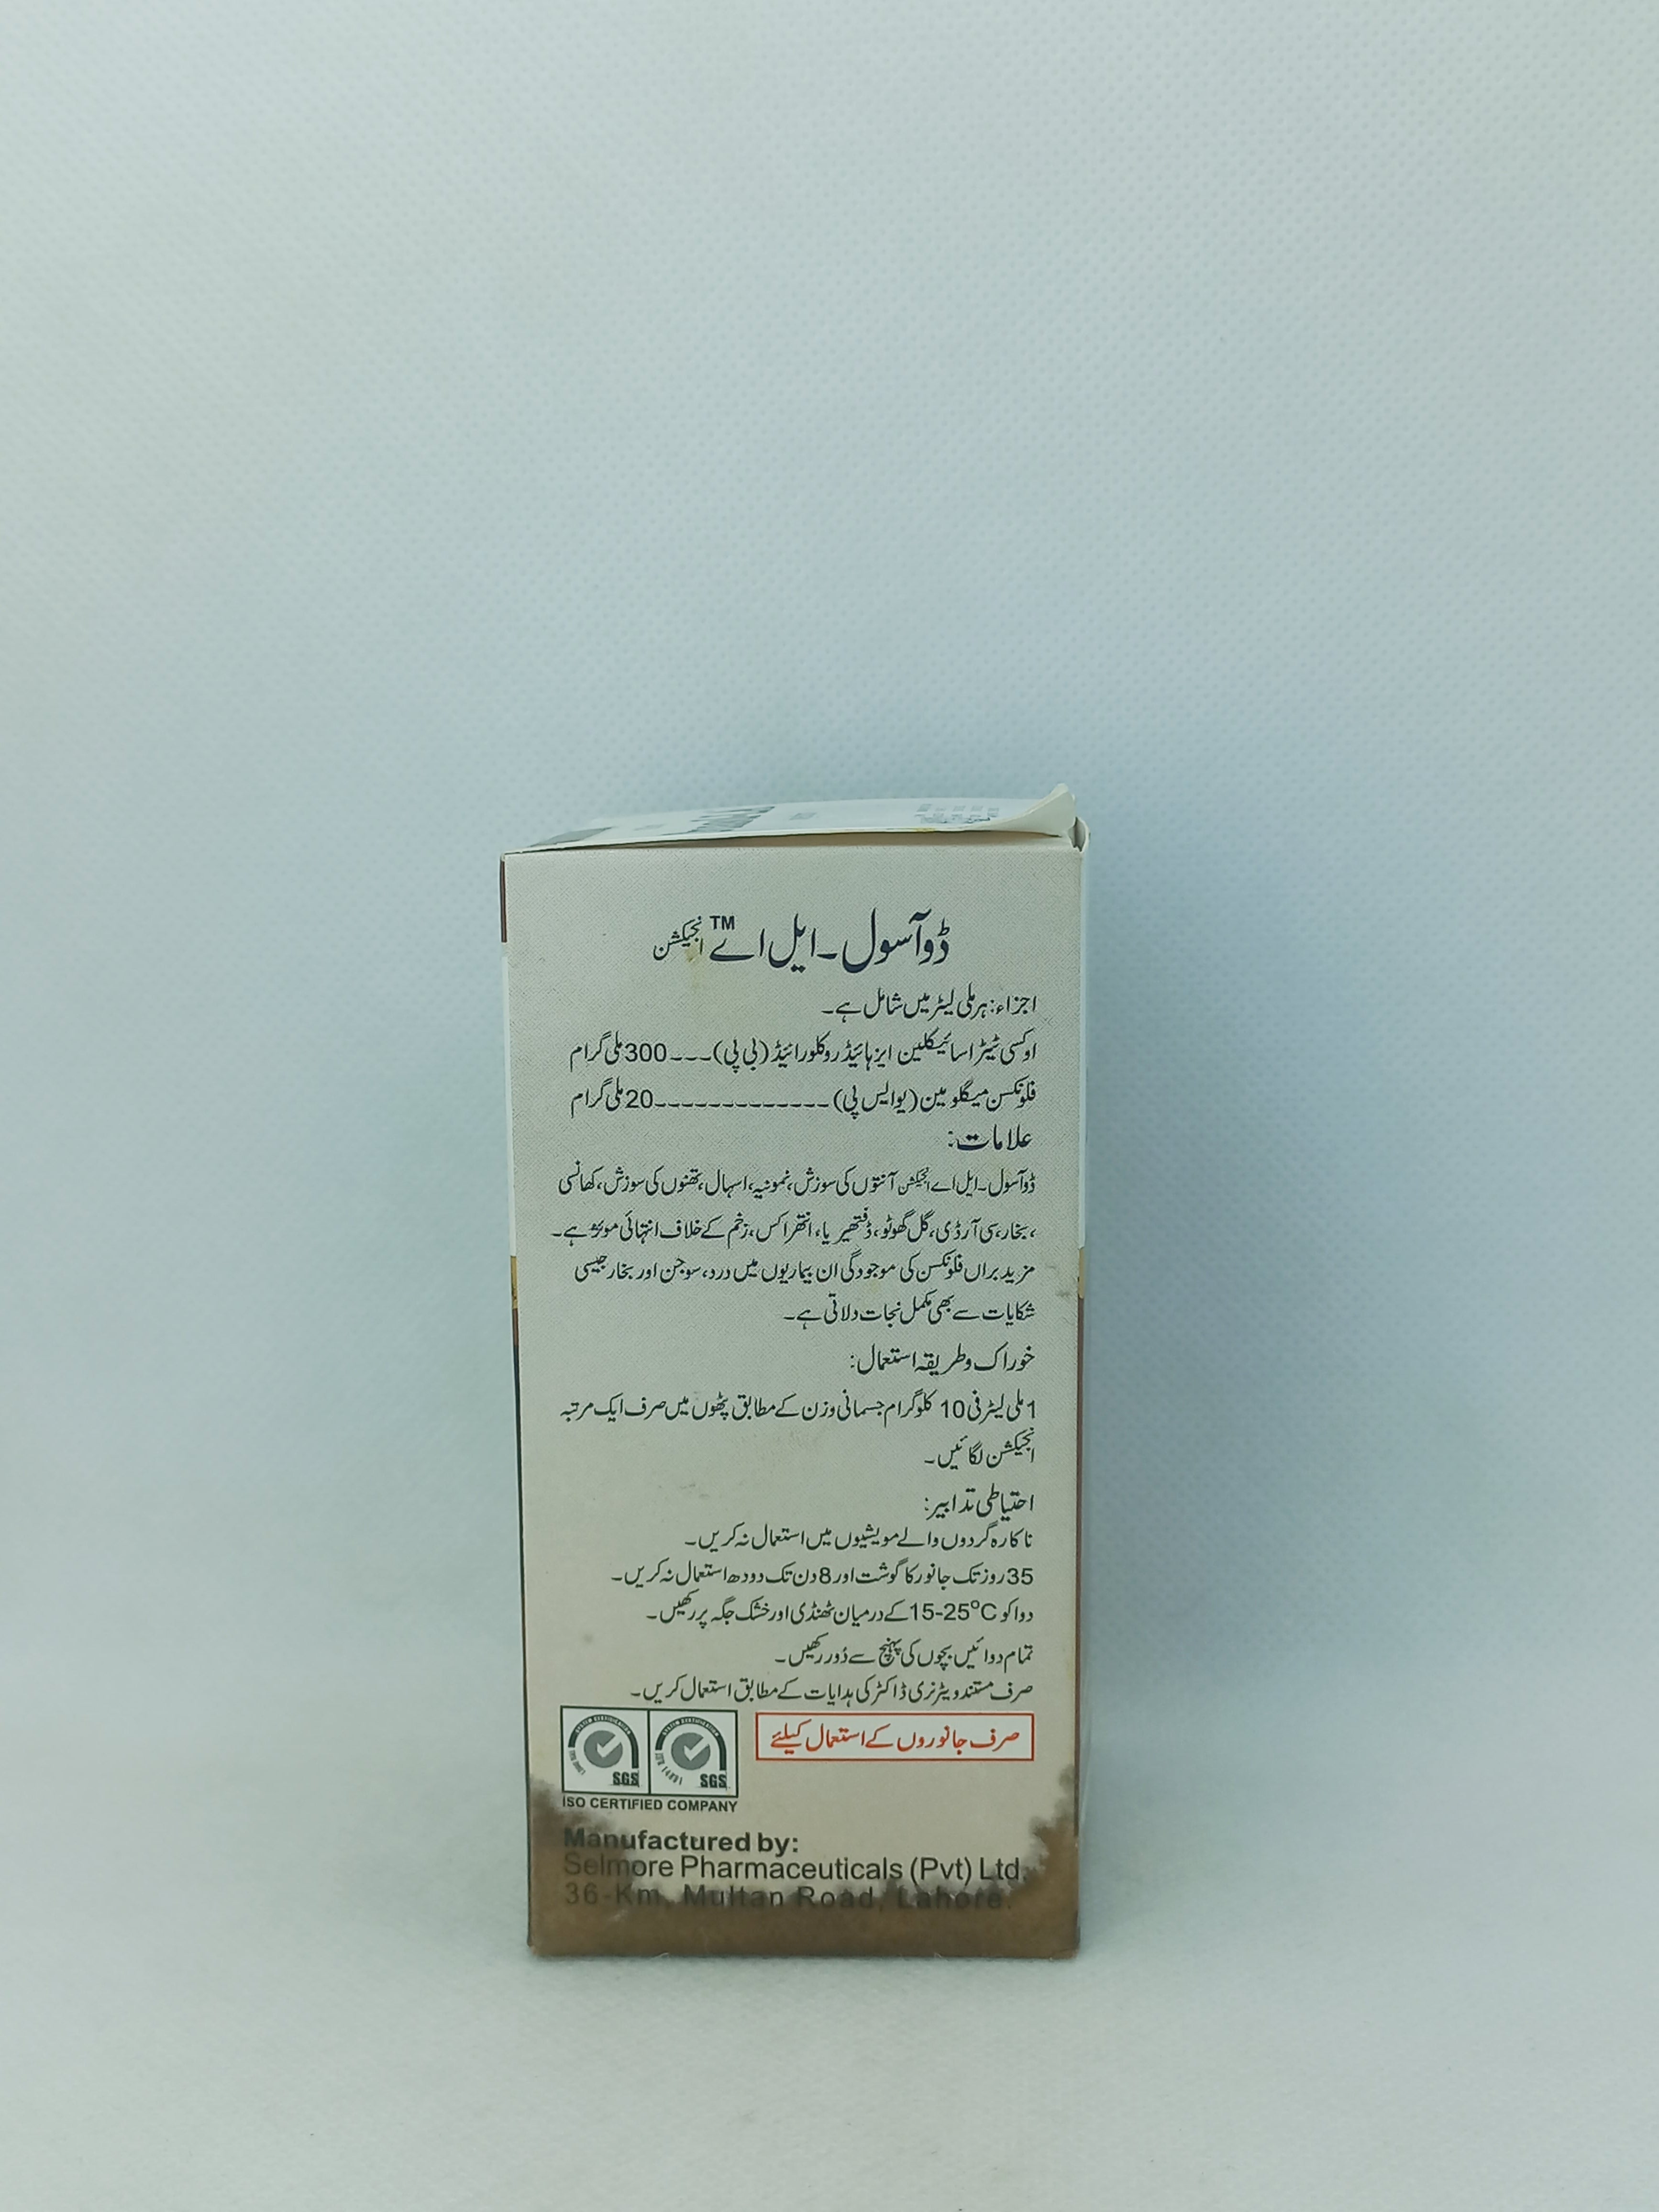 ڈوآسول۔ایل اے™ انجیکشن
اجزاء: ہر ملی لیٹر میں شامل ہے۔
اوکسی ٹیٹراسائیکلین ایز ہائیڈروکلورائیڈ (بی پی)۔۔۔300 ملی گرام
فلونکسن میگلومین (یو ایس پی)۔۔۔۔۔۔۔۔۔۔۔۔۔20 ملی گرام
علامات:
ڈوآسول۔ایل اے انجیکشن آنتوں کی سوزش، نمونیہ، اسہال، تھنوں کی سوزش، کھانسی
، بخار، سی آر ڈی، گل گھوٹو، ڈفتھیریا، انتھراکس، زخم کے خلاف انتہائی موثر ہے۔
مزید براں فلونکسن کی موجودگی ان بیماریوں میں درد، سوجن اور بخار جیسی
شکایات سے بھی مکمل نجات دلاتی ہے۔
خوراک و طریقہ استعمال:
1 ملی لیٹر فی 10 کلوگرام جسمانی وزن کے مطابق پٹھوں میں صرف ایک مرتبہ
انجیکشن لگائیں۔
احتیاطی تدابیر:
ناکارہ گردوں والے مویشیوں میں استعمال نہ کریں۔
35 روز تک جانور کا گوشت اور 8 دن تک دودھ استعمال نہ کریں۔
دوا کو 15-25°C کے درمیان ٹھنڈی اور خشک جگہ پر رکھیں۔
تمام دوائیں بچوں کی پہنچ سے دُور رکھیں۔
صرف مستند ویٹرنری ڈاکٹر کی ہدایات کے مطابق استعمال کریں۔
صرف جانوروں کے استعمال کیلئے
SGS SGS
ISO CERTIFIED COMPANY
Manufactured by:
Selmore Pharmaceuticals (Pvt) Ltd.
36-Km, Multan Road, Lahore.